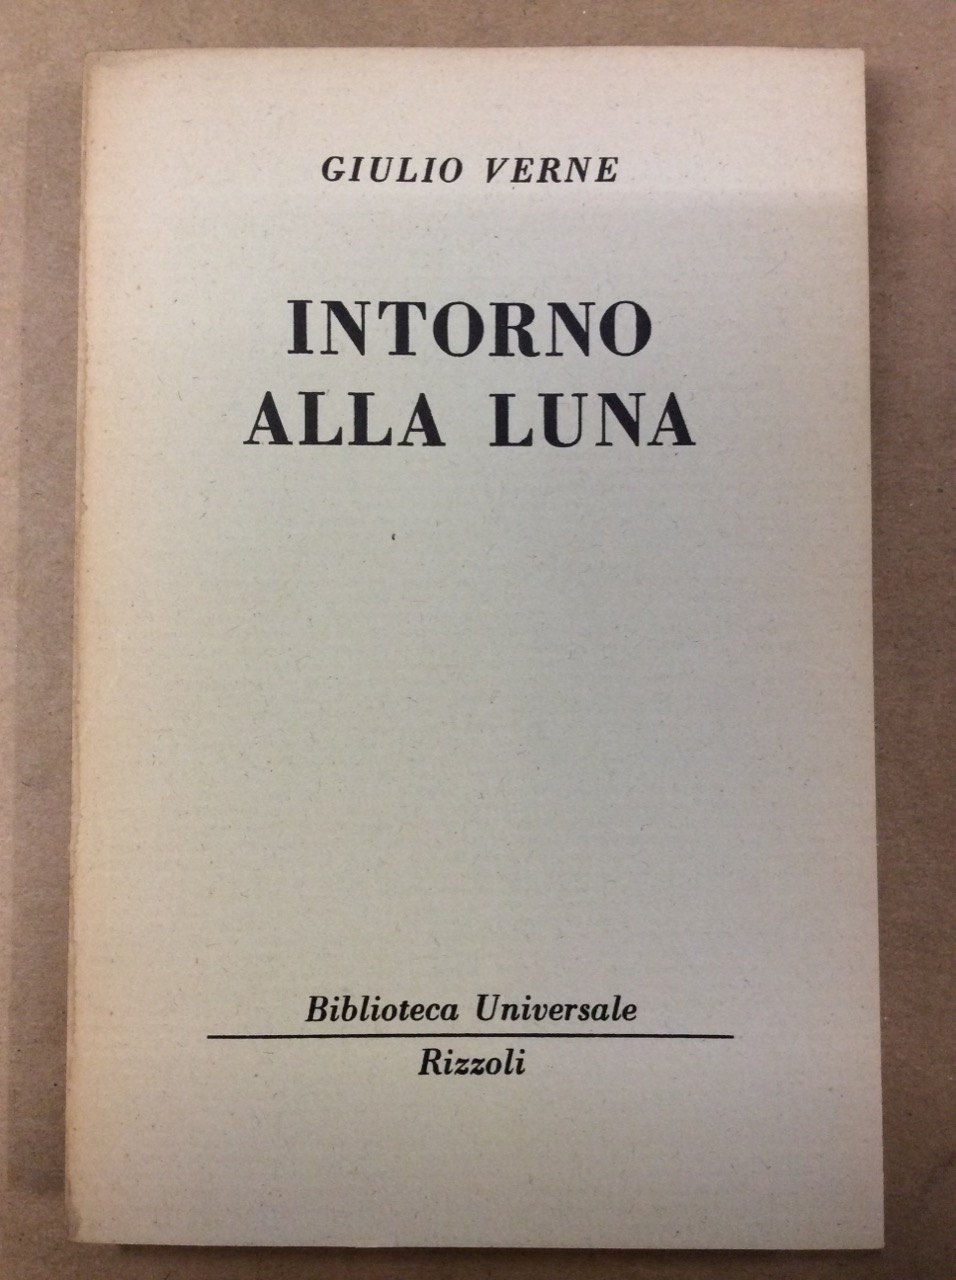 GIULIO VERNE
INTORNO
ALLA LUNA
Biblioteca Universale
Rizzoli